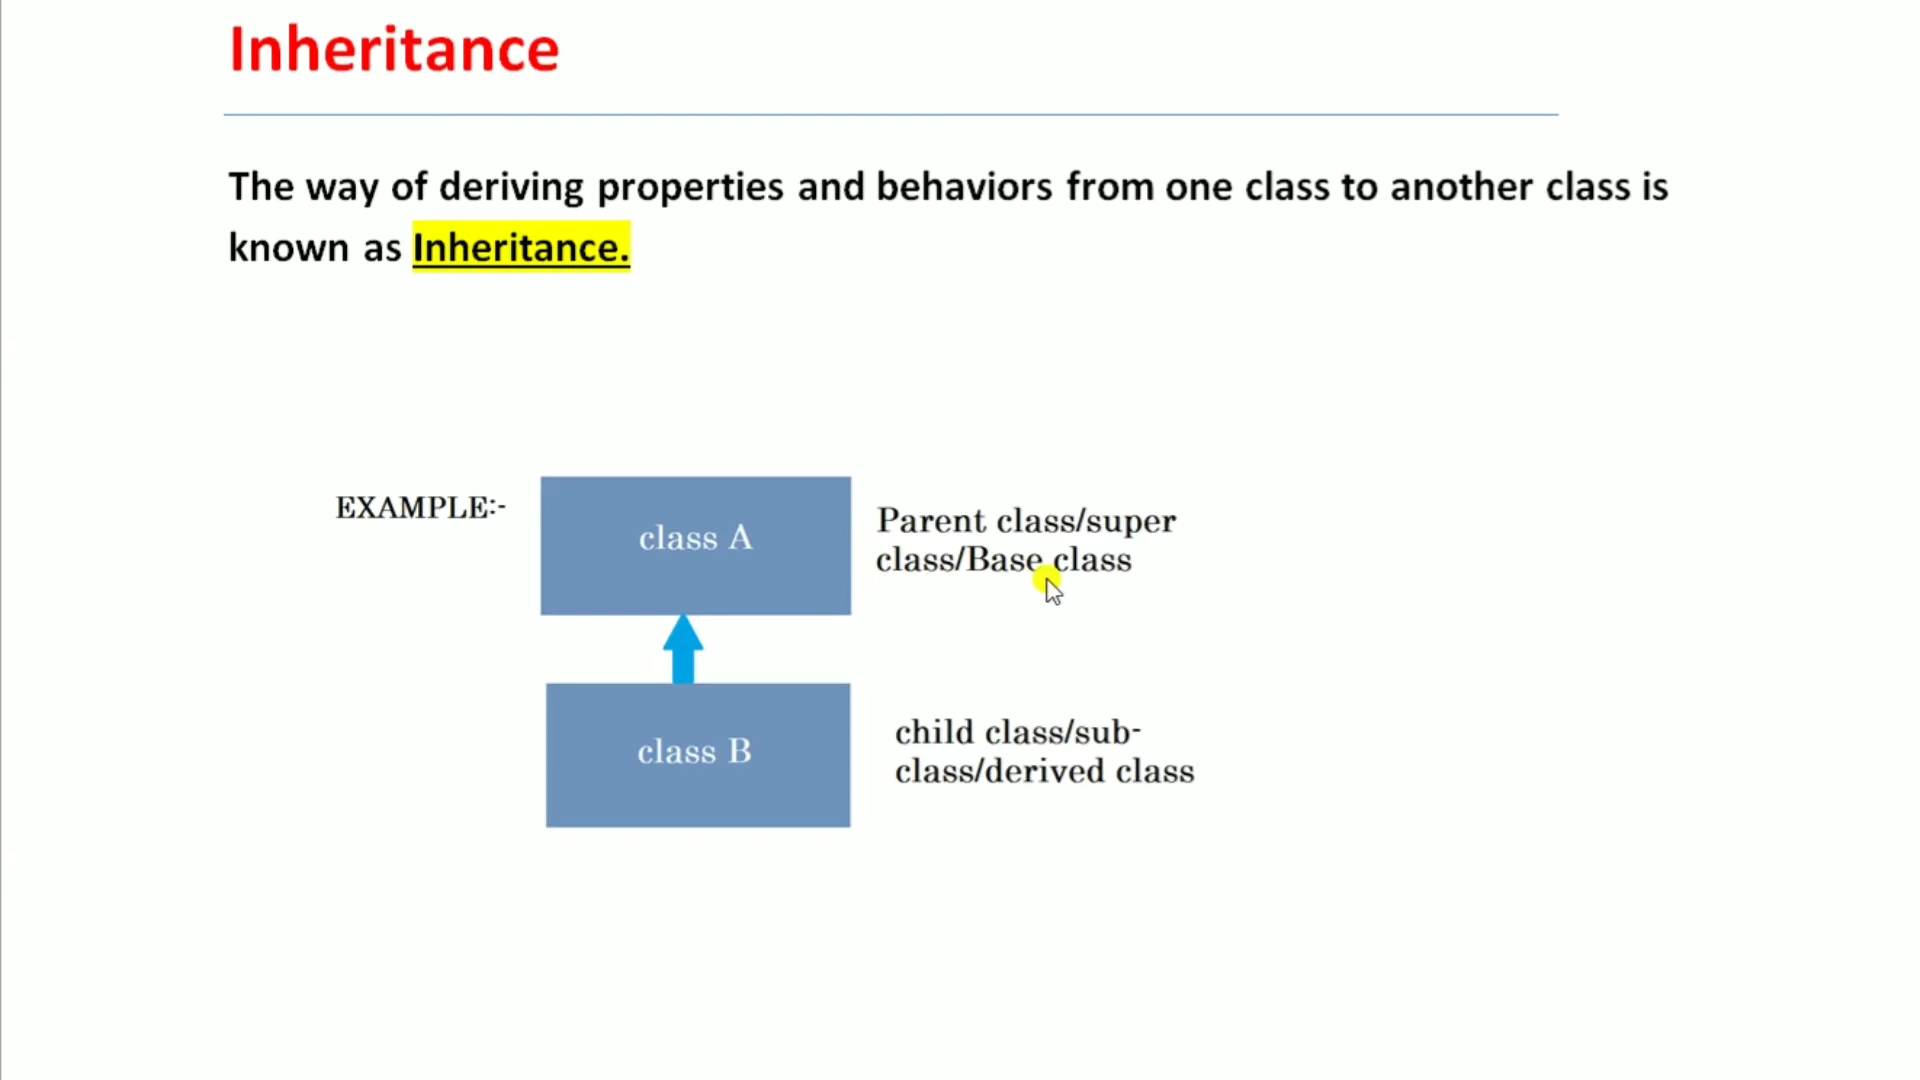 Inheritance
The way of deriving properties and behaviors from one class to another class is
known as Inheritance.
EXAMPLE:-
class A
Parent class/super
class/Base class
class B
child class/sub-
class/derived class